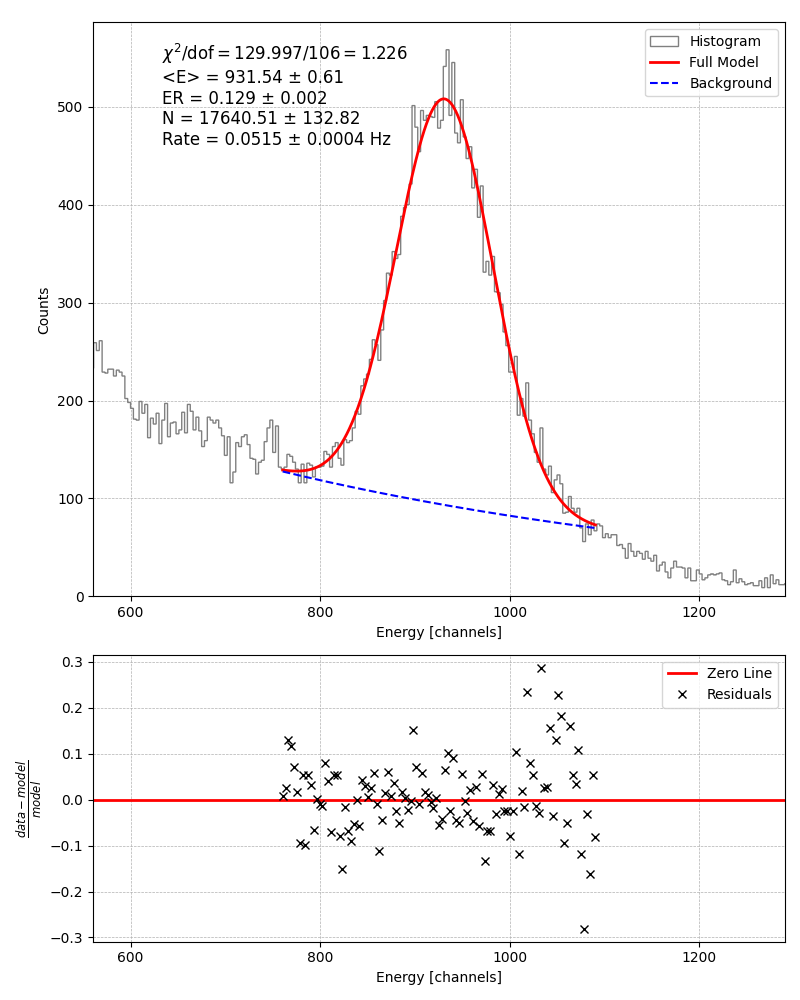 χ²/dof = 129.997/106 = 1.226
<E> = 931.54 ± 0.61
ER = 0.129 ± 0.002
N = 17640.51 ± 132.82
Rate = 0.0515 ± 0.0004 Hz
Histogram
Full Model
Background
Counts
500
400
300
200
100
0
600 800 1000 1200
Energy [channels]
Zero Line
Residuals
data − model
model
0.3
0.2
0.1
0.0
−0.1
−0.2
−0.3
600 800 1000 1200
Energy [channels]